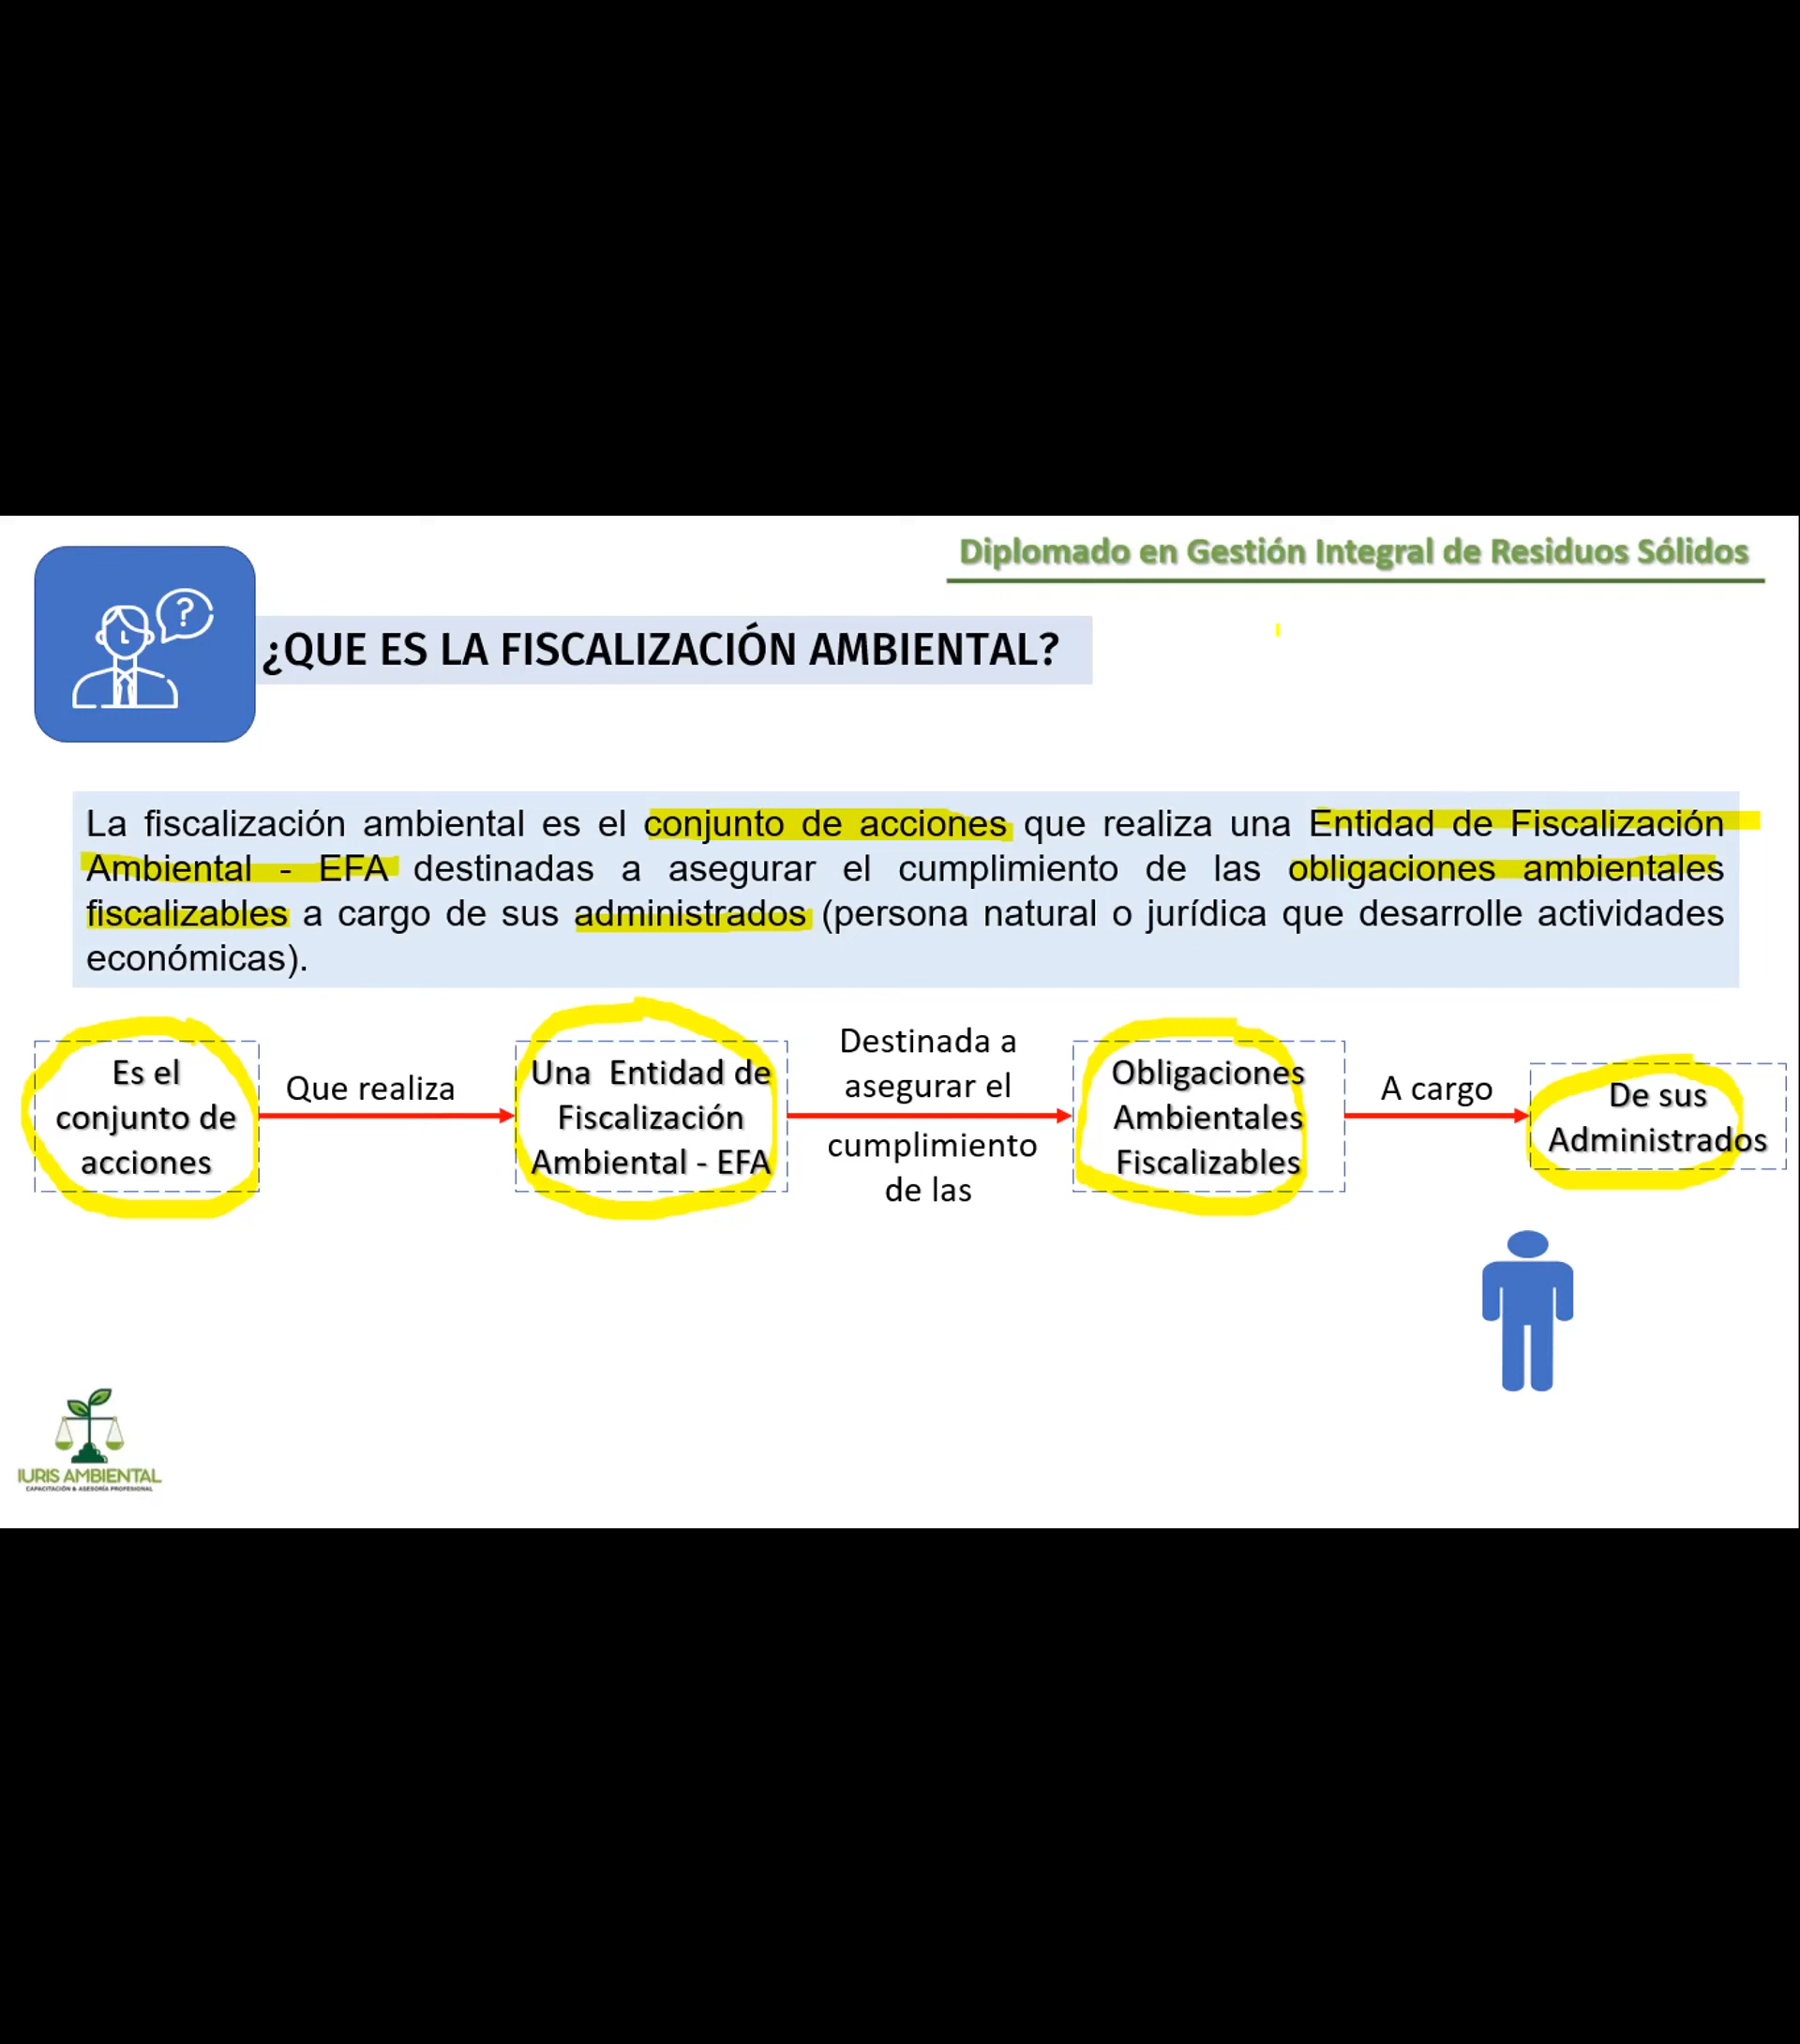 Diplomado en Gestión Integral de Residuos Sólidos
?
¿QUE ES LA FISCALIZACIÓN AMBIENTAL?
La fiscalización ambiental es el conjunto de acciones que realiza una Entidad de Fiscalización
Ambiental - EFA destinadas a asegurar el cumplimiento de las obligaciones ambientales
fiscalizables a cargo de sus administrados (persona natural o jurídica que desarrolle actividades
económicas).
Es el
conjunto de
acciones
Que realiza
Una Entidad de
Fiscalización
Ambiental - EFA
Destinada a
asegurar el
cumplimiento
de las
Obligaciones
Ambientales
Fiscalizables
A cargo
De sus
Administrados
IURIS AMBIENTAL
CAPACITACIÓN & ASESORÍA PROFESIONAL